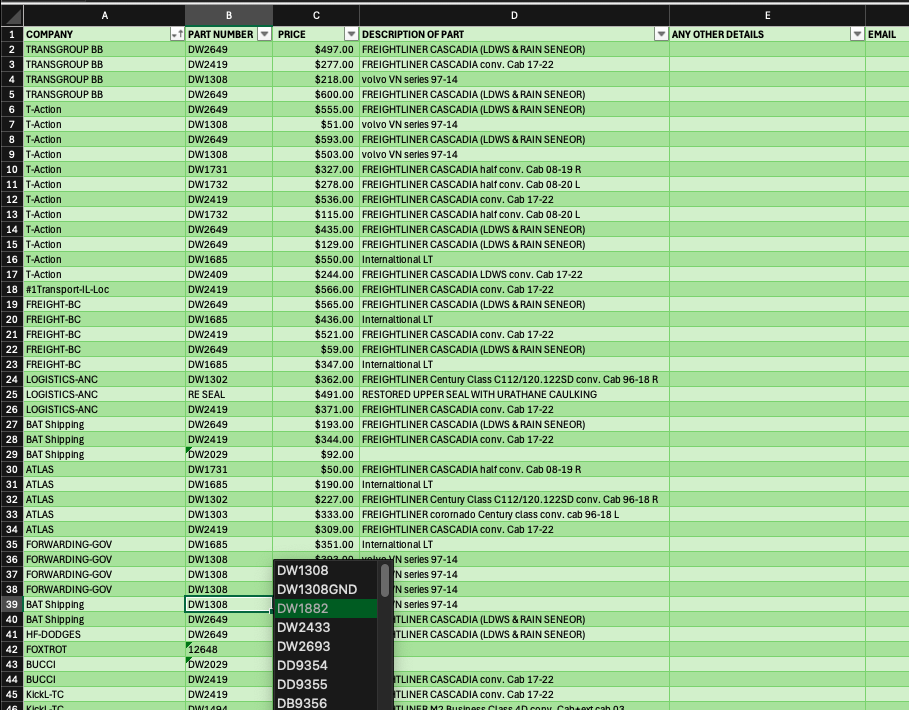 A B C D E
1 COMPANY PART NUMBER PRICE DESCRIPTION OF PART ANY OTHER DETAILS EMAIL
2 TRANSGROUP BB DW2649 $497.00 FREIGHTLINER CASCADIA (LDWS & RAIN SENEOR)
3 TRANSGROUP BB DW2419 $277.00 FREIGHTLINER CASCADIA conv. Cab 17-22
4 TRANSGROUP BB DW1308 $218.00 volvo VN series 97-14
5 TRANSGROUP BB DW2649 $600.00 FREIGHTLINER CASCADIA (LDWS & RAIN SENEOR)
6 T-Action DW2649 $555.00 FREIGHTLINER CASCADIA (LDWS & RAIN SENEOR)
7 T-Action DW1308 $51.00 volvo VN series 97-14
8 T-Action DW2649 $593.00 FREIGHTLINER CASCADIA (LDWS & RAIN SENEOR)
9 T-Action DW1308 $503.00 volvo VN series 97-14
10 T-Action DW1731 $327.00 FREIGHTLINER CASCADIA half conv. Cab 08-19 R
11 T-Action DW1732 $278.00 FREIGHTLINER CASCADIA half conv. Cab 08-20 L
12 T-Action DW2419 $536.00 FREIGHTLINER CASCADIA conv. Cab 17-22
13 T-Action DW1732 $115.00 FREIGHTLINER CASCADIA half conv. Cab 08-20 L
14 T-Action DW2649 $435.00 FREIGHTLINER CASCADIA (LDWS & RAIN SENEOR)
15 T-Action DW2649 $129.00 FREIGHTLINER CASCADIA (LDWS & RAIN SENEOR)
16 T-Action DW1685 $550.00 Internaltional LT
17 T-Action DW2409 $244.00 FREIGHTLINER CASCADIA LDWS conv. Cab 17-22
18 #1Transport-IL-Loc DW2419 $566.00 FREIGHTLINER CASCADIA conv. Cab 17-22
19 FREIGHT-BC DW2649 $565.00 FREIGHTLINER CASCADIA (LDWS & RAIN SENEOR)
20 FREIGHT-BC DW1685 $436.00 Internaltional LT
21 FREIGHT-BC DW2419 $521.00 FREIGHTLINER CASCADIA conv. Cab 17-22
22 FREIGHT-BC DW2649 $59.00 FREIGHTLINER CASCADIA (LDWS & RAIN SENEOR)
23 FREIGHT-BC DW1685 $347.00 Internaltional LT
24 LOGISTICS-ANC DW1302 $362.00 FREIGHTLINER Century Class C112/120.122SD conv. Cab 96-18 R
25 LOGISTICS-ANC RE SEAL $491.00 RESTORED UPPER SEAL WITH URATHANE CAULKING
26 LOGISTICS-ANC DW2419 $371.00 FREIGHTLINER CASCADIA conv. Cab 17-22
27 BAT Shipping DW2649 $193.00 FREIGHTLINER CASCADIA (LDWS & RAIN SENEOR)
28 BAT Shipping DW2419 $344.00 FREIGHTLINER CASCADIA conv. Cab 17-22
29 BAT Shipping DW2029 $92.00
30 ATLAS DW1731 $50.00 FREIGHTLINER CASCADIA half conv. Cab 08-19 R
31 ATLAS DW1685 $190.00 Internaltional LT
32 ATLAS DW1302 $227.00 FREIGHTLINER Century Class C112/120.122SD conv. Cab 96-18 R
33 ATLAS DW1303 $333.00 FREIGHTLINER corornado Century class conv. cab 96-18 L
34 ATLAS DW2419 $309.00 FREIGHTLINER CASCADIA conv. Cab 17-22
35 FORWARDING-GOV DW1685 $351.00 Internaltional LT
36 FORWARDING-GOV DW1308 VN series 97-14
37 FORWARDING-GOV DW1308 DW1308 VN series 97-14
38 FORWARDING-GOV DW1308 DW1308GND VN series 97-14
39 BAT Shipping DW1308 DW1882 VN series 97-14
40 BAT Shipping DW2649 DW2433 TLINER CASCADIA (LDWS & RAIN SENEOR)
41 HF-DODGES DW2649 DW2693 TLINER CASCADIA (LDWS & RAIN SENEOR)
42 FOXTROT 12648
43 BUCCI DW2029 DD9354
44 BUCCI DW2419 DD9355 TLINER CASCADIA conv. Cab 17-22
45 KickL-TC DW2419 DB9356 TLINER CASCADIA conv. Cab 17-22
46 KickL-TC DW1494 TLINER M2 Business Class 4D conv. Cab+ext cab 03